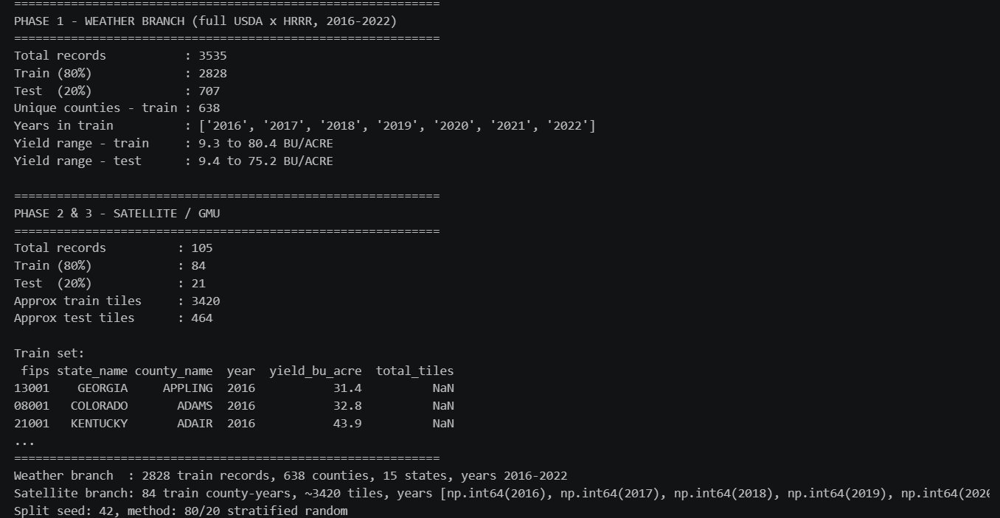 ============================================================
PHASE 1 - WEATHER BRANCH (full USDA x HRRR, 2016-2022)
============================================================
Total records           : 3535
Train (80%)             : 2828
Test  (20%)             : 707
Unique counties - train : 638
Years in train          : ['2016', '2017', '2018', '2019', '2020', '2021', '2022']
Yield range - train     : 9.3 to 80.4 BU/ACRE
Yield range - test      : 9.4 to 75.2 BU/ACRE

============================================================
PHASE 2 & 3 - SATELLITE / GMU
============================================================
Total records          : 105
Train (80%)            : 84
Test  (20%)            : 21
Approx train tiles     : 3420
Approx test tiles      : 464

Train set:
 fips state_name county_name  year  yield_bu_acre  total_tiles
13001    GEORGIA     APPLING  2016           31.4          NaN
08001   COLORADO       ADAMS  2016           32.8          NaN
21001   KENTUCKY       ADAIR  2016           43.9          NaN
...
============================================================
Weather branch  : 2828 train records, 638 counties, 15 states, years 2016-2022
Satellite branch: 84 train county-years, ~3420 tiles, years [np.int64(2016), np.int64(2017), np.int64(2018), np.int64(2019), np.int64(2020
Split seed: 42, method: 80/20 stratified random